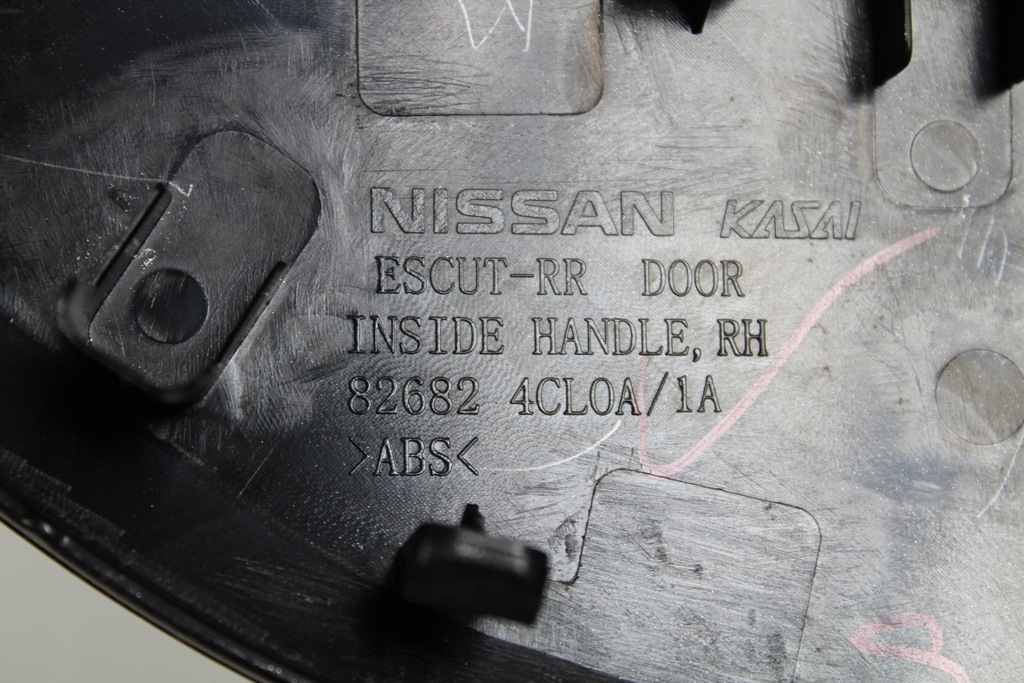 NISSAN KASAI
ESCUT-RR DOOR
INSIDE HANDLE, RH
82682 4CL0A/1A
>ABS<